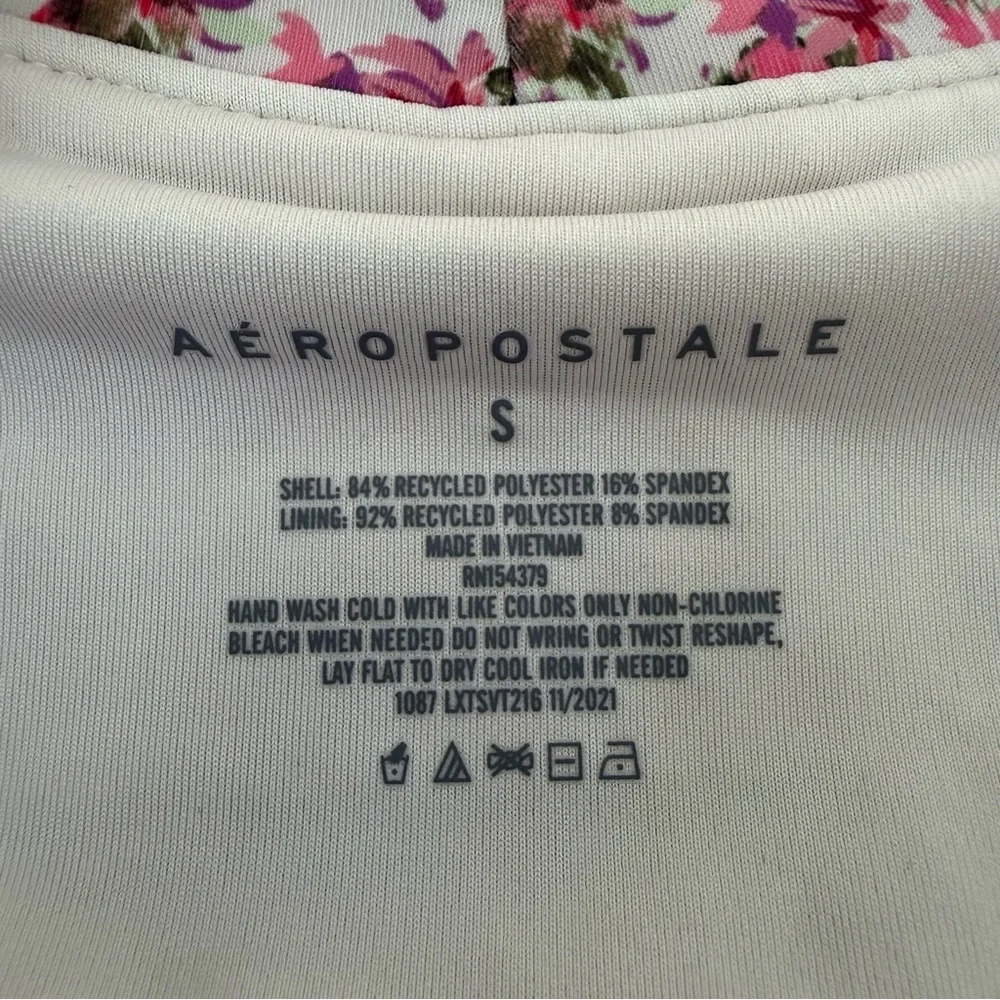 AÉROPOSTALE
S
SHELL: 84% RECYCLED POLYESTER 16% SPANDEX
LINING: 92% RECYCLED POLYESTER 8% SPANDEX
MADE IN VIETNAM
RN154379
HAND WASH COLD WITH LIKE COLORS ONLY NON-CHLORINE
BLEACH WHEN NEEDED DO NOT WRING OR TWIST RESHAPE,
LAY FLAT TO DRY COOL IRON IF NEEDED
1087 LXTSVT216 11/2021